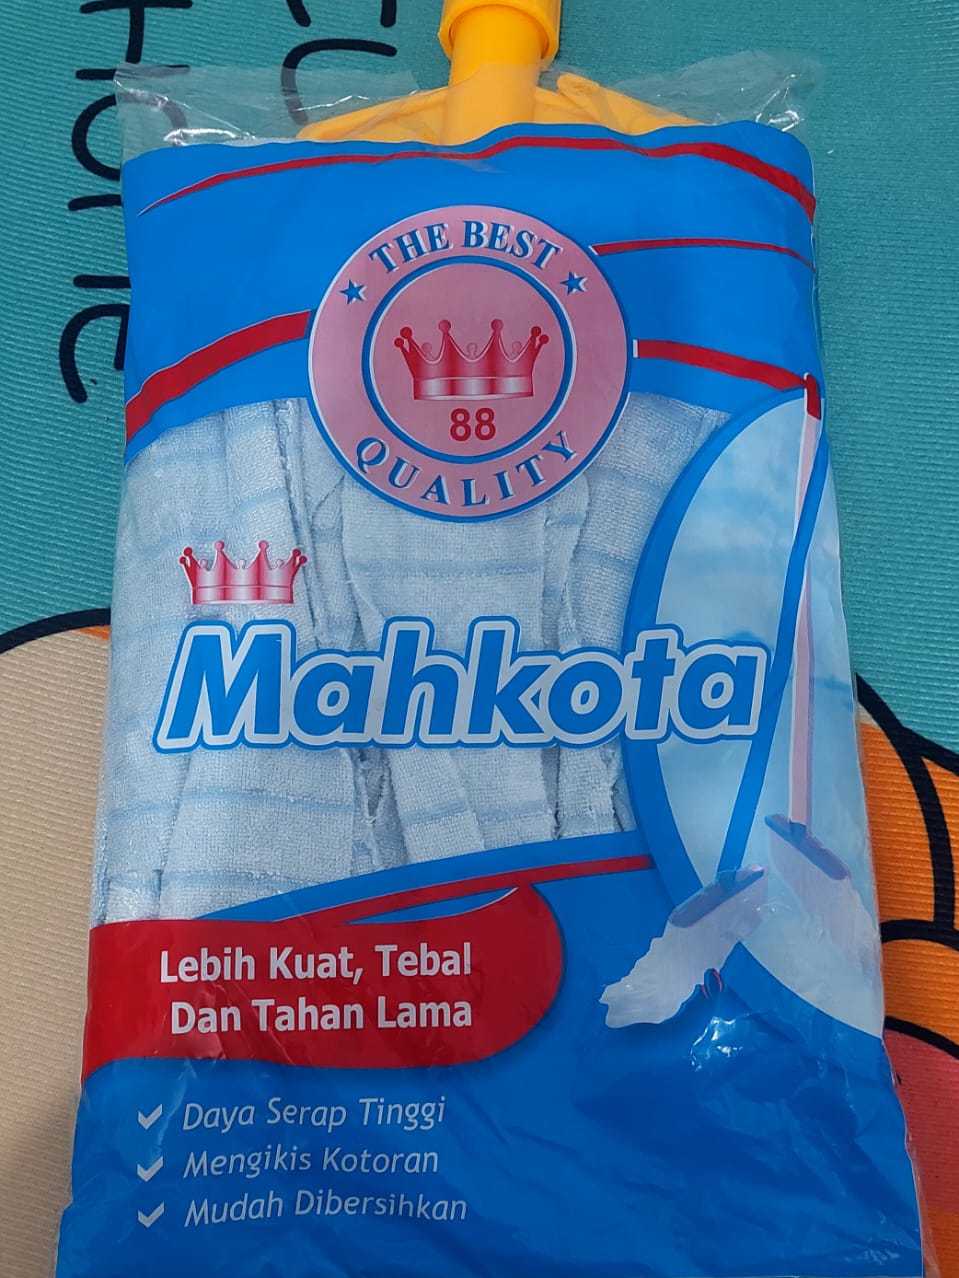 THE BEST
88
QUALITY
Mahkota
Lebih Kuat, Tebal
Dan Tahan Lama
Daya Serap Tinggi
Mengikis Kotoran
Mudah Dibersihkan